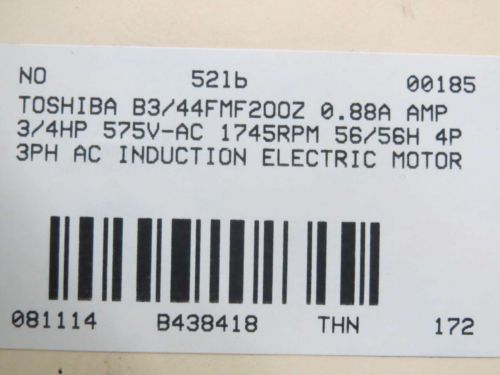 NO 52lb 00185
TOSHIBA B3/44FMF200Z 0.88A AMP
3/4HP 575V-AC 1745RPM 56/56H 4P
3PH AC INDUCTION ELECTRIC MOTOR
081114 B438418 THN 172